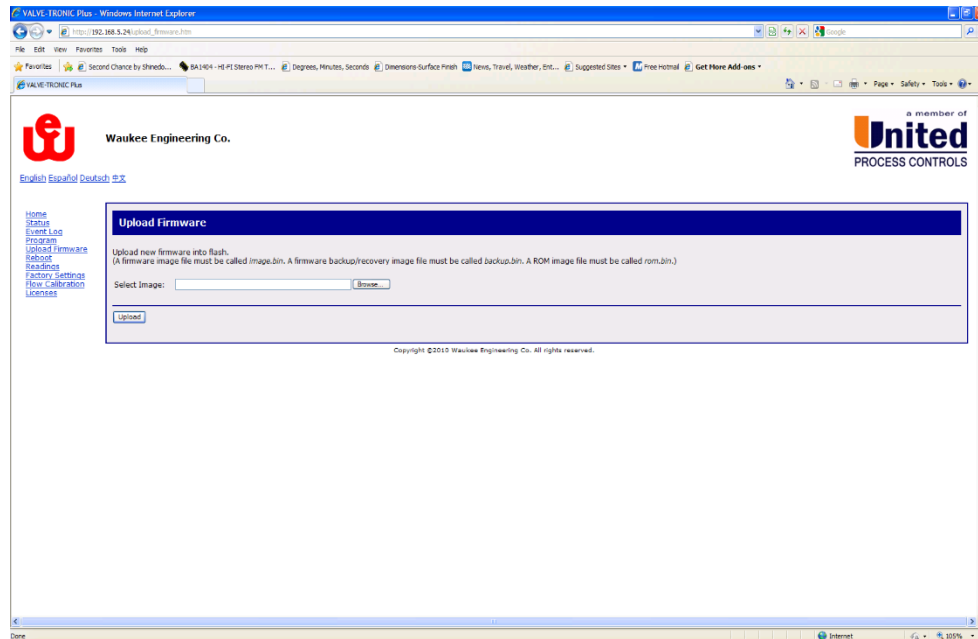 VALVE-TRONIC Plus - Windows Internet Explorer
http://192.168.5.24/upload_firmware.htm
Google
File Edit View Favorites Tools Help
Favorites Second Chance by Shinedo... BA1404 - HI-FI Stereo FM T... Degrees, Minutes, Seconds Dimensions-Surface Finish News, Travel, Weather, Ent... Suggested Sites Free Hotmail Get More Add-ons
VALVE-TRONIC Plus
Page Safety Tools
a member of
United
PROCESS CONTROLS
Waukee Engineering Co.
English Español Deutsch 中文
Home
Status
Event Log
Program
Upload Firmware
Reboot
Readings
Factory Settings
Flow Calibration
Licenses
Upload Firmware
Upload new firmware into flash.
(A firmware image file must be called image.bin. A firmware backup/recovery image file must be called backup.bin. A ROM image file must be called rom.bin.)
Select Image: Browse...
Upload
Copyright ©2010 Waukee Engineering Co. All rights reserved.
Done
Internet
105%